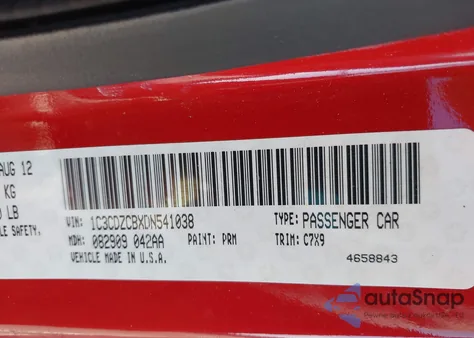 AUG 12
KG
LB
SAFETY.
VIN: 1C3CDZCBXDN541038 TYPE: PASSENGER CAR
MDH: 082909 042AA PAINT: PRM TRIM: C7X9
VEHICLE MADE IN U.S.A. 4658843
autoSnap